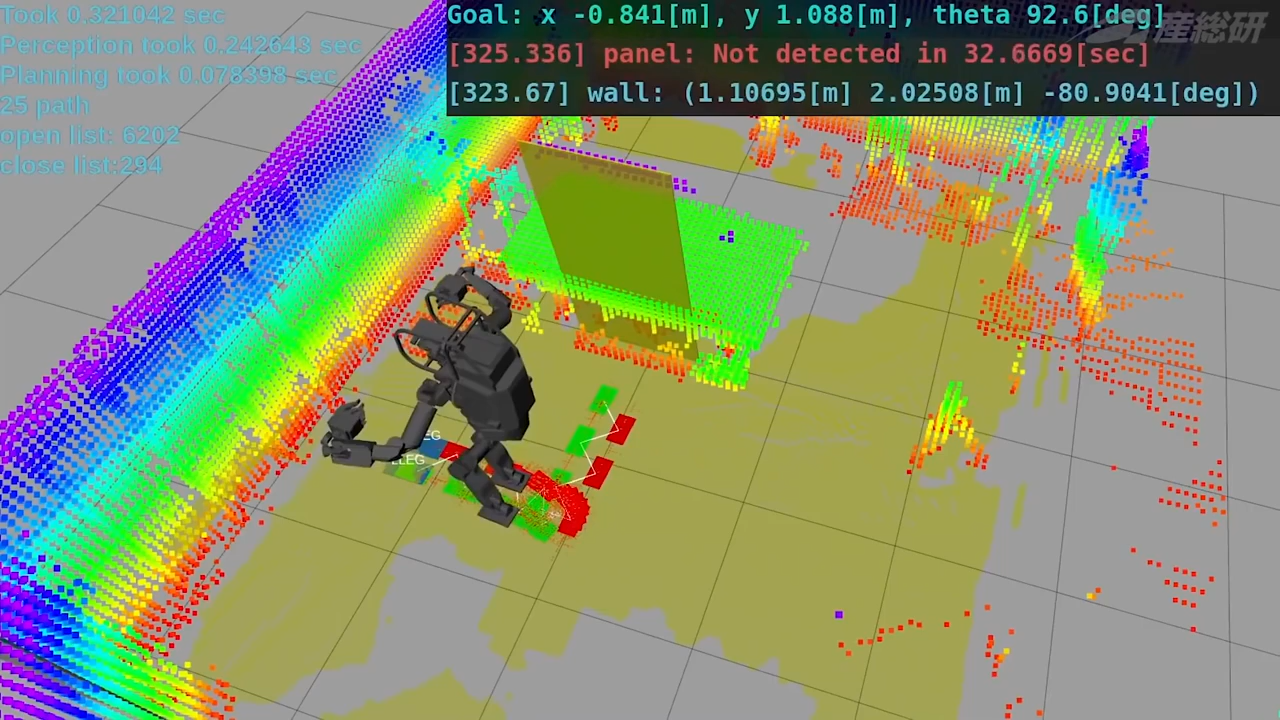 Took 0.321042 sec
Perception took 0.242643 sec
Planning took 0.078398 sec
25 path
open list: 6202
close list:294
Goal: x -0.841[m], y 1.088[m], theta 92.6[deg]
[325.336] panel: Not detected in 32.6669[sec]
[323.67] wall: (1.10695[m] 2.02508[m] -80.9041[deg])
産総研
LLEG